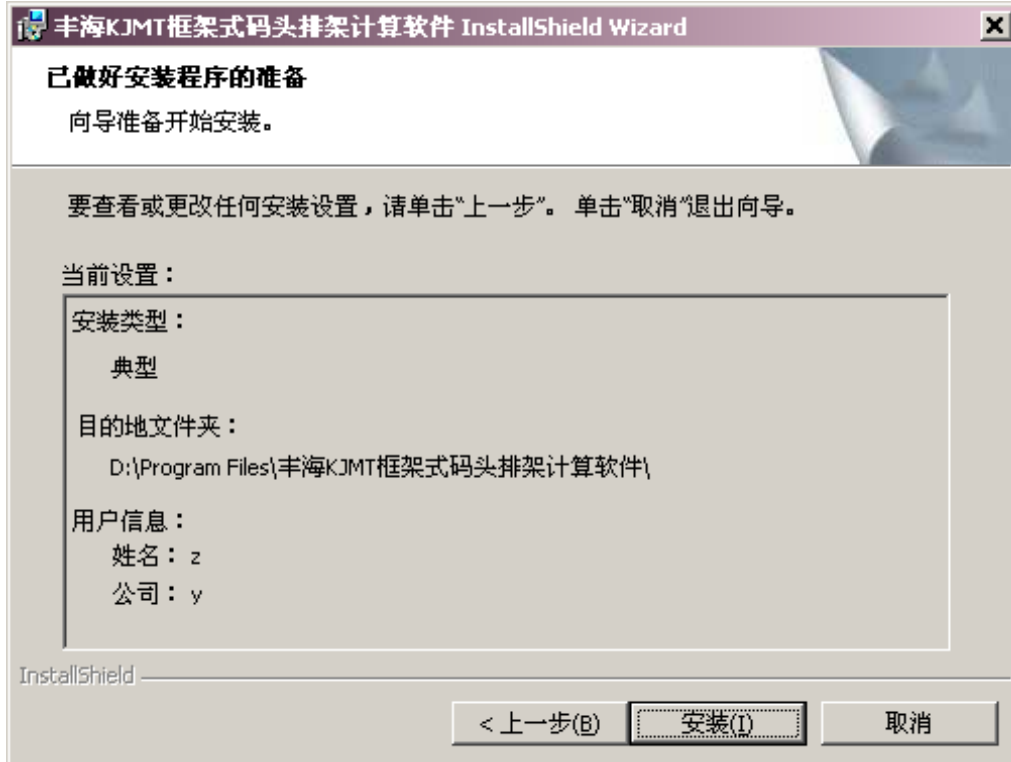 丰海KJMT框架式码头排架计算软件 InstallShield Wizard
已做好安装程序的准备
向导准备开始安装。
要查看或更改任何安装设置，请单击“上一步”。 单击“取消”退出向导。
当前设置：
安装类型：
典型
目的地文件夹：
D:\Program Files\丰海KJMT框架式码头排架计算软件\
用户信息：
姓名： z
公司： y
InstallShield
< 上一步(B) 安装(I) 取消